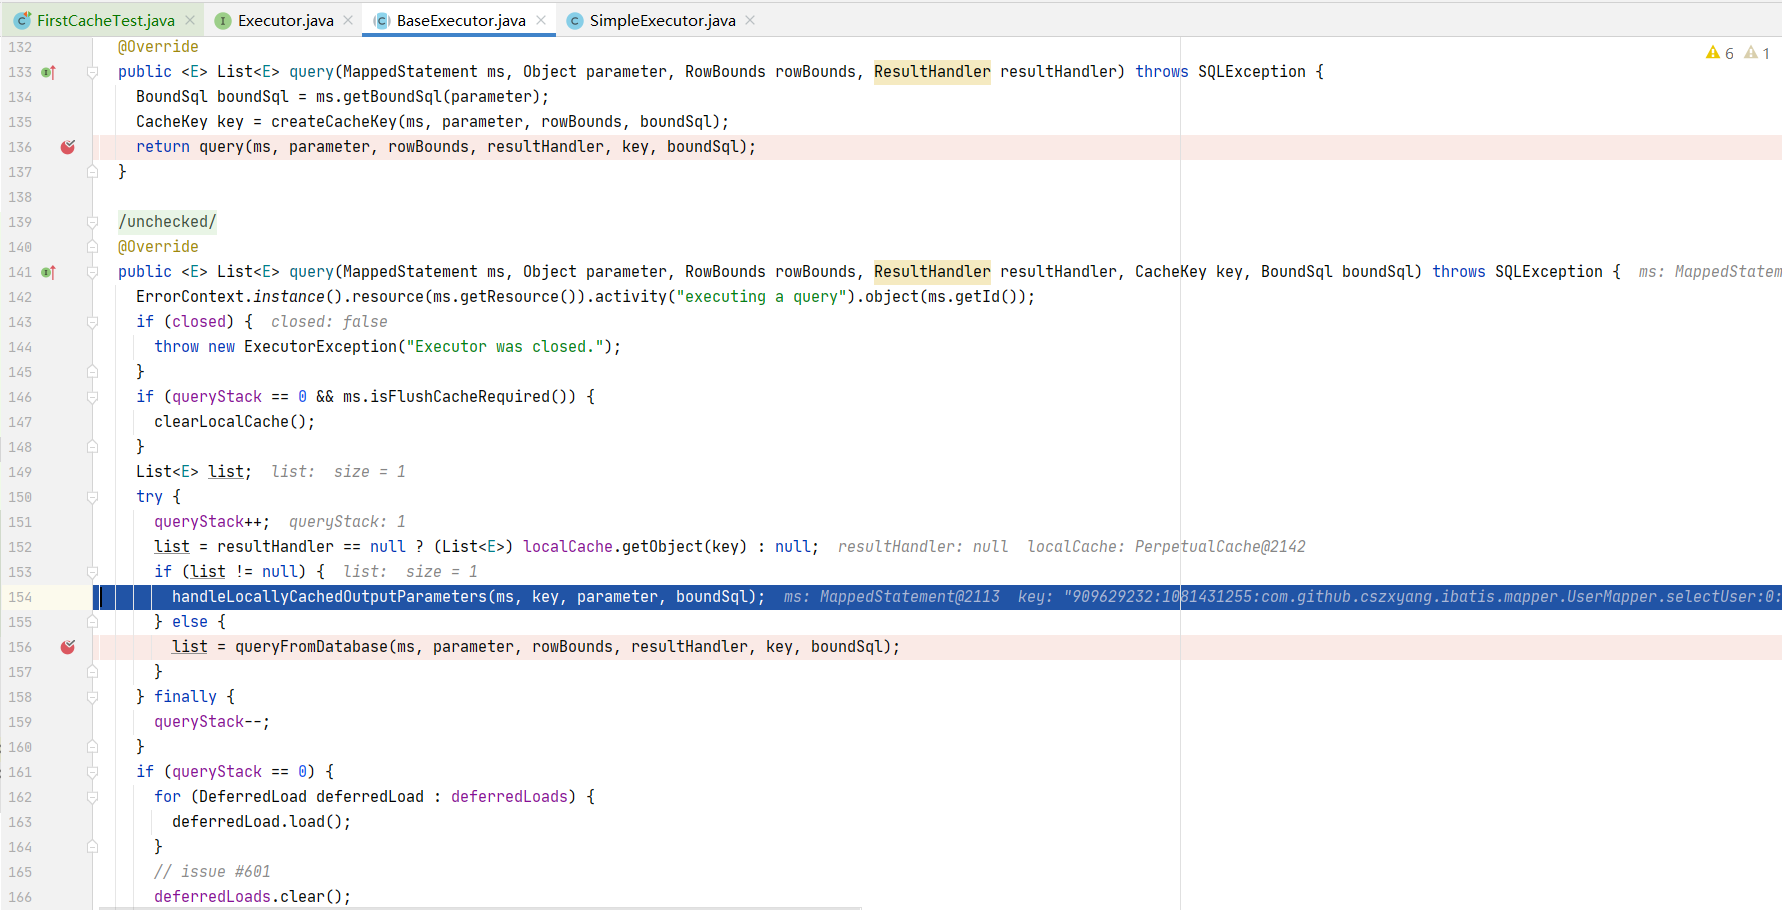 FirstCacheTest.java Executor.java BaseExecutor.java SimpleExecutor.java
6 1
132 @Override
133 public <E> List<E> query(MappedStatement ms, Object parameter, RowBounds rowBounds, ResultHandler resultHandler) throws SQLException {
134 BoundSql boundSql = ms.getBoundSql(parameter);
135 CacheKey key = createCacheKey(ms, parameter, rowBounds, boundSql);
136 return query(ms, parameter, rowBounds, resultHandler, key, boundSql);
137 }
138
139 /unchecked/
140 @Override
141 public <E> List<E> query(MappedStatement ms, Object parameter, RowBounds rowBounds, ResultHandler resultHandler, CacheKey key, BoundSql boundSql) throws SQLException { ms: MappedStatem
142 ErrorContext.instance().resource(ms.getResource()).activity("executing a query").object(ms.getId());
143 if (closed) { closed: false
144 throw new ExecutorException("Executor was closed.");
145 }
146 if (queryStack == 0 && ms.isFlushCacheRequired()) {
147 clearLocalCache();
148 }
149 List<E> list; list: size = 1
150 try {
151 queryStack++; queryStack: 1
152 list = resultHandler == null ? (List<E>) localCache.getObject(key) : null; resultHandler: null localCache: PerpetualCache@2142
153 if (list != null) { list: size = 1
154 handleLocallyCachedOutputParameters(ms, key, parameter, boundSql); ms: MappedStatement@2113 key: "909629232:1081431255:com.github.cszxyang.ibatis.mapper.UserMapper.selectUser:0:
155 } else {
156 list = queryFromDatabase(ms, parameter, rowBounds, resultHandler, key, boundSql);
157 }
158 } finally {
159 queryStack--;
160 }
161 if (queryStack == 0) {
162 for (DeferredLoad deferredLoad : deferredLoads) {
163 deferredLoad.load();
164 }
165 // issue #601
166 deferredLoads.clear();